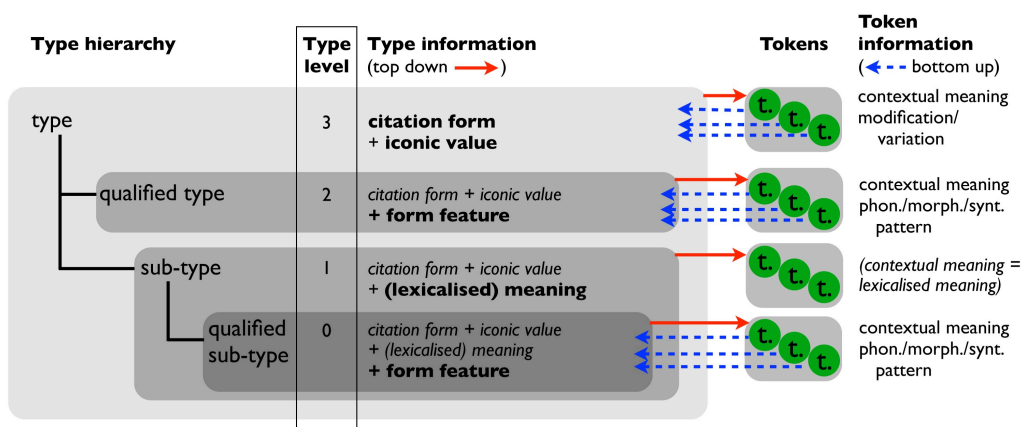 Type hierarchy
Type
level
Type information
(top down → )
Tokens
Token
information
(← bottom up)
type
3
citation form
+ iconic value
t.
t.
t.
contextual meaning
modification/
variation
qualified type
2
citation form + iconic value
+ form feature
t.
t.
t.
contextual meaning
phon./morph./synt.
pattern
sub-type
1
citation form + iconic value
+ (lexicalised) meaning
t.
t.
t.
(contextual meaning =
lexicalised meaning)
qualified
sub-type
0
citation form + iconic value
+ (lexicalised) meaning
+ form feature
t.
t.
t.
contextual meaning
phon./morph./synt.
pattern